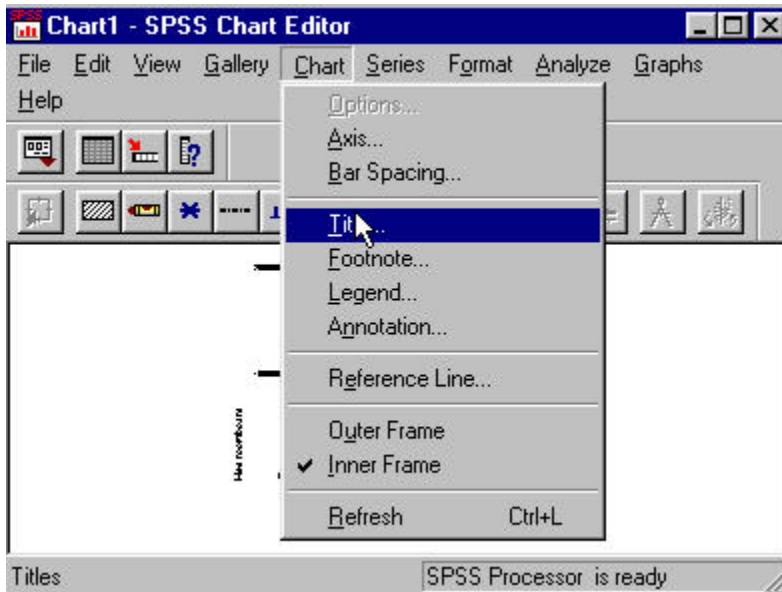 SPSS
Chart1 - SPSS Chart Editor
File Edit View Gallery Chart Series Format Analyze Graphs
Help
Options...
Axis...
Bar Spacing...
Footnote...
Legend...
Annotation...
Reference Line...
Outer Frame
Inner Frame
Refresh Ctrl+L
Titles SPSS Processor is ready